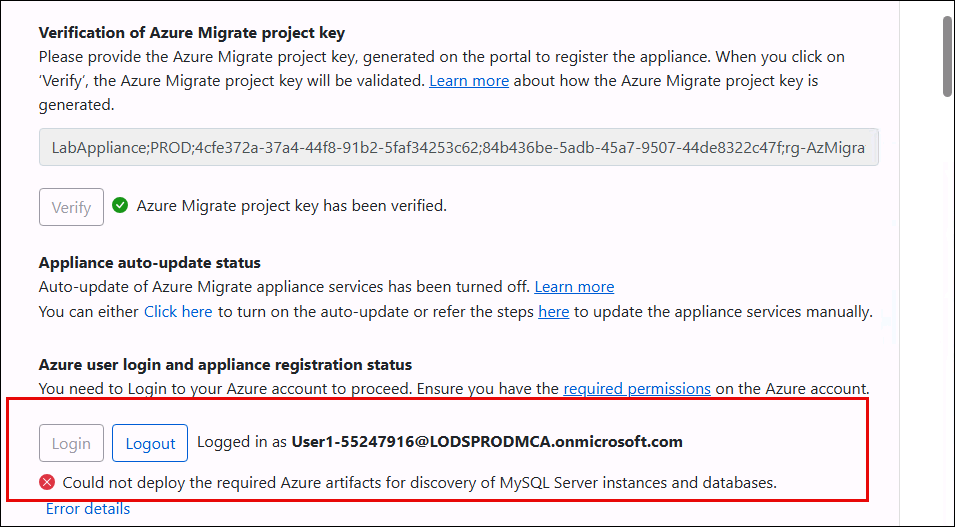 Verification of Azure Migrate project key
Please provide the Azure Migrate project key, generated on the portal to register the appliance. When you click on
‘Verify’, the Azure Migrate project key will be validated. Learn more about how the Azure Migrate project key is
generated.
LabAppliance;PROD;4cfe372a-37a4-44f8-91b2-5faf34253c62;84b436be-5adb-45a7-9507-44de8322c47f;rg-AzMigra
Verify Azure Migrate project key has been verified.
Appliance auto-update status
Auto-update of Azure Migrate appliance services has been turned off. Learn more
You can either Click here to turn on the auto-update or refer the steps here to update the appliance services manually.
Azure user login and appliance registration status
You need to Login to your Azure account to proceed. Ensure you have the required permissions on the Azure account.
Login Logout Logged in as User1-55247916@LODSPRODMCA.onmicrosoft.com
Could not deploy the required Azure artifacts for discovery of MySQL Server instances and databases.
Error details